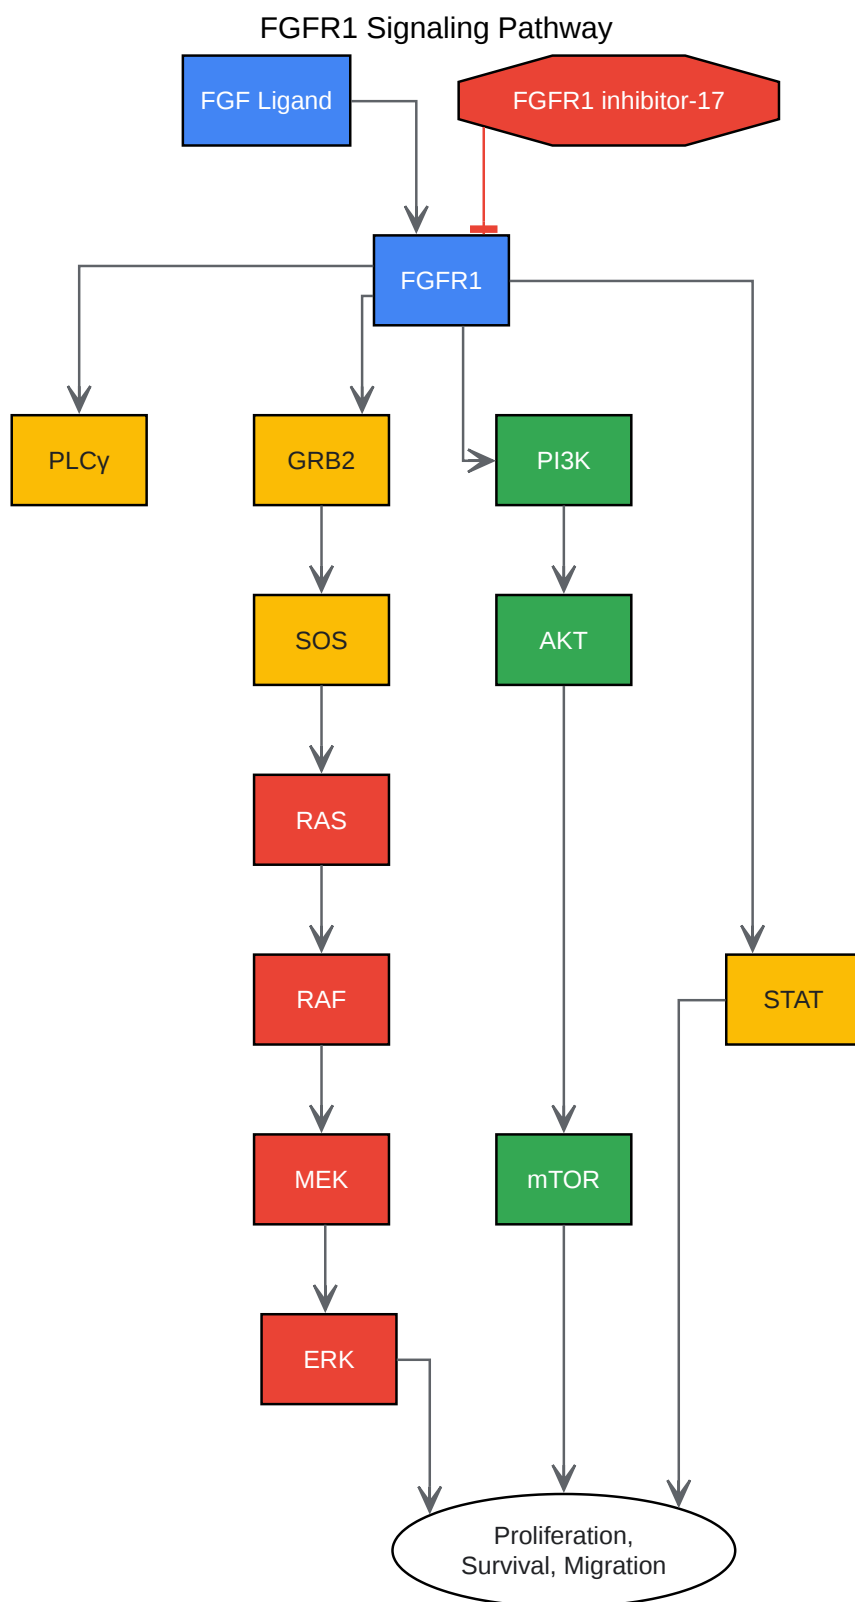 FGFR1 Signaling Pathway
FGF Ligand
FGFR1 inhibitor-17
FGFR1
PLCγ
GRB2
PI3K
SOS
AKT
RAS
RAF
STAT
MEK
mTOR
ERK
Proliferation,
Survival, Migration